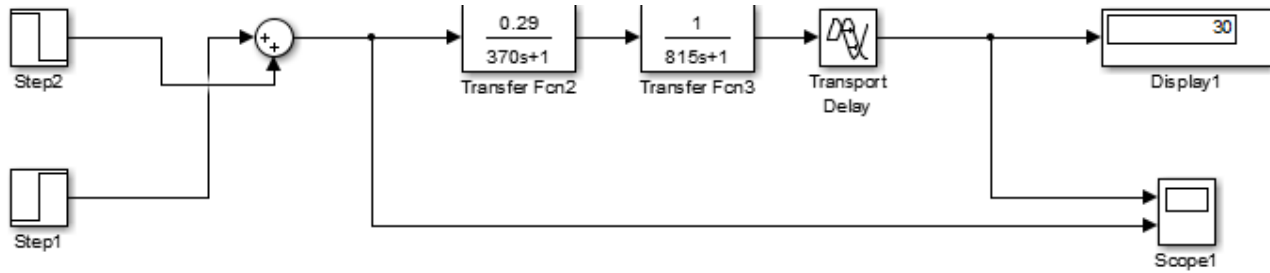 0.29
370s+1
1
815s+1
30
Step2
+
+
Transfer Fcn2
Transfer Fcn3
Transport
Delay
Display1
Step1
Scope1